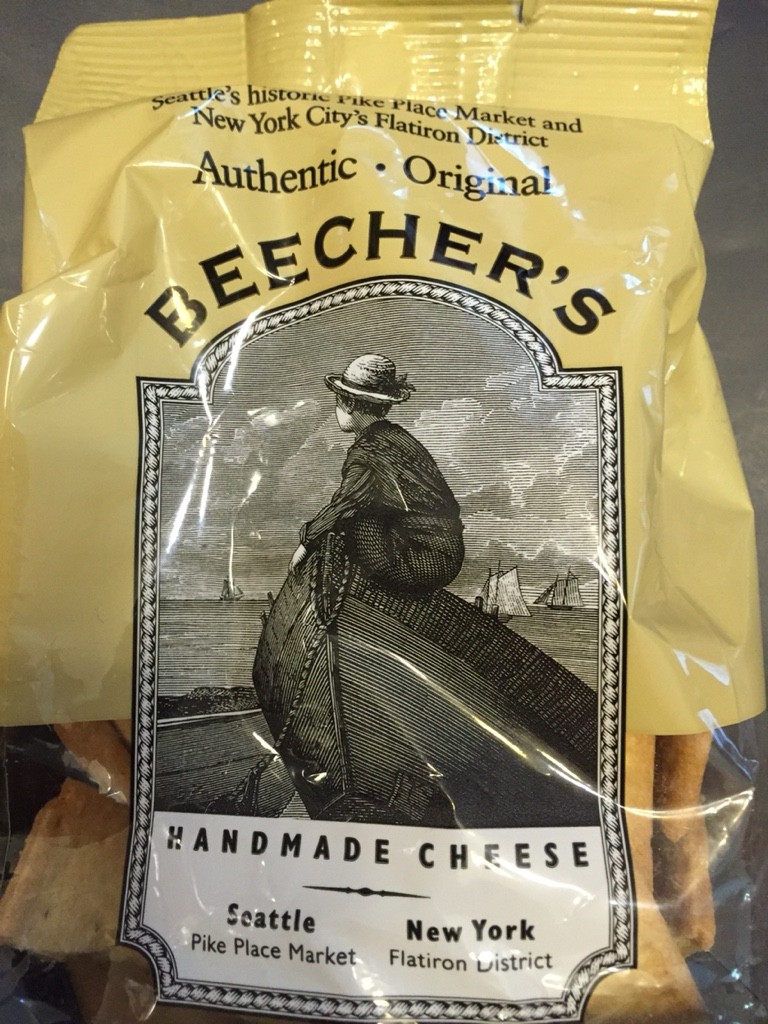 Seattle's historic Pike Place Market and
New York City's Flatiron District
Authentic • Original
BEECHER'S
HANDMADE CHEESE
Seattle
Pike Place Market
New York
Flatiron District